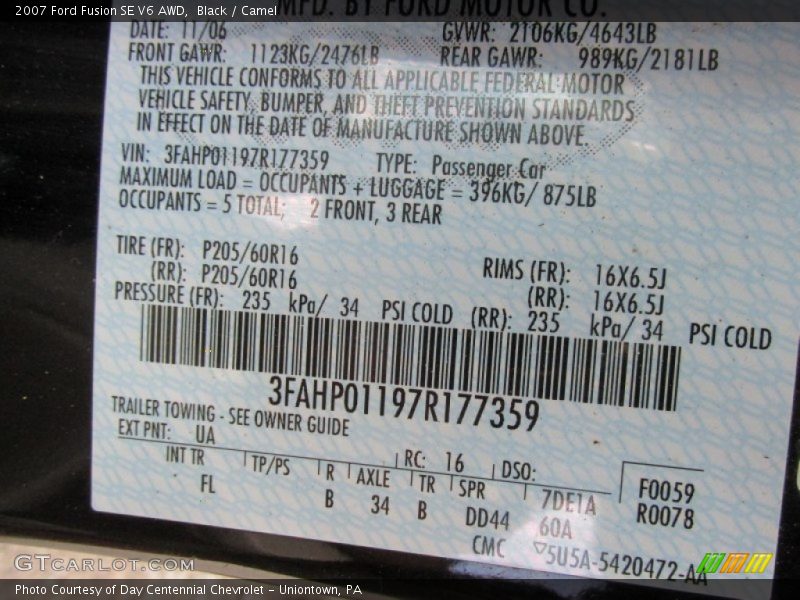 2007 Ford Fusion SE V6 AWD,  Black / Camel
MFD. BY FORD MOTOR CO.
DATE: 11/06 GVWR: 2106KG/4643LB
FRONT GAWR: 1123KG/2476LB REAR GAWR: 989KG/2181LB
THIS VEHICLE CONFORMS TO ALL APPLICABLE FEDERAL MOTOR
VEHICLE SAFETY, BUMPER, AND THEFT PREVENTION STANDARDS
IN EFFECT ON THE DATE OF MANUFACTURE SHOWN ABOVE.
VIN: 3FAHP01197R177359 TYPE: Passenger Car
MAXIMUM LOAD = OCCUPANTS + LUGGAGE = 396KG/ 875LB
OCCUPANTS = 5 TOTAL; 2 FRONT, 3 REAR
TIRE (FR): P205/60R16 RIMS (FR): 16X6.5J
(RR): P205/60R16 (RR): 16X6.5J
PRESSURE (FR): 235 kPa/ 34 PSI COLD (RR): 235 kPa/ 34 PSI COLD
3FAHP01197R177359
TRAILER TOWING - SEE OWNER GUIDE
EXT PNT: UA RC: 16 DSO:
INT TR TP/PS R AXLE TR SPR 7DE1A F0059
FL B 34 B DD44 60A R0078
CMC ▽5U5A-5420472-AA
GTCarLot.com
Photo Courtesy of Day Centennial Chevrolet - Uniontown, PA